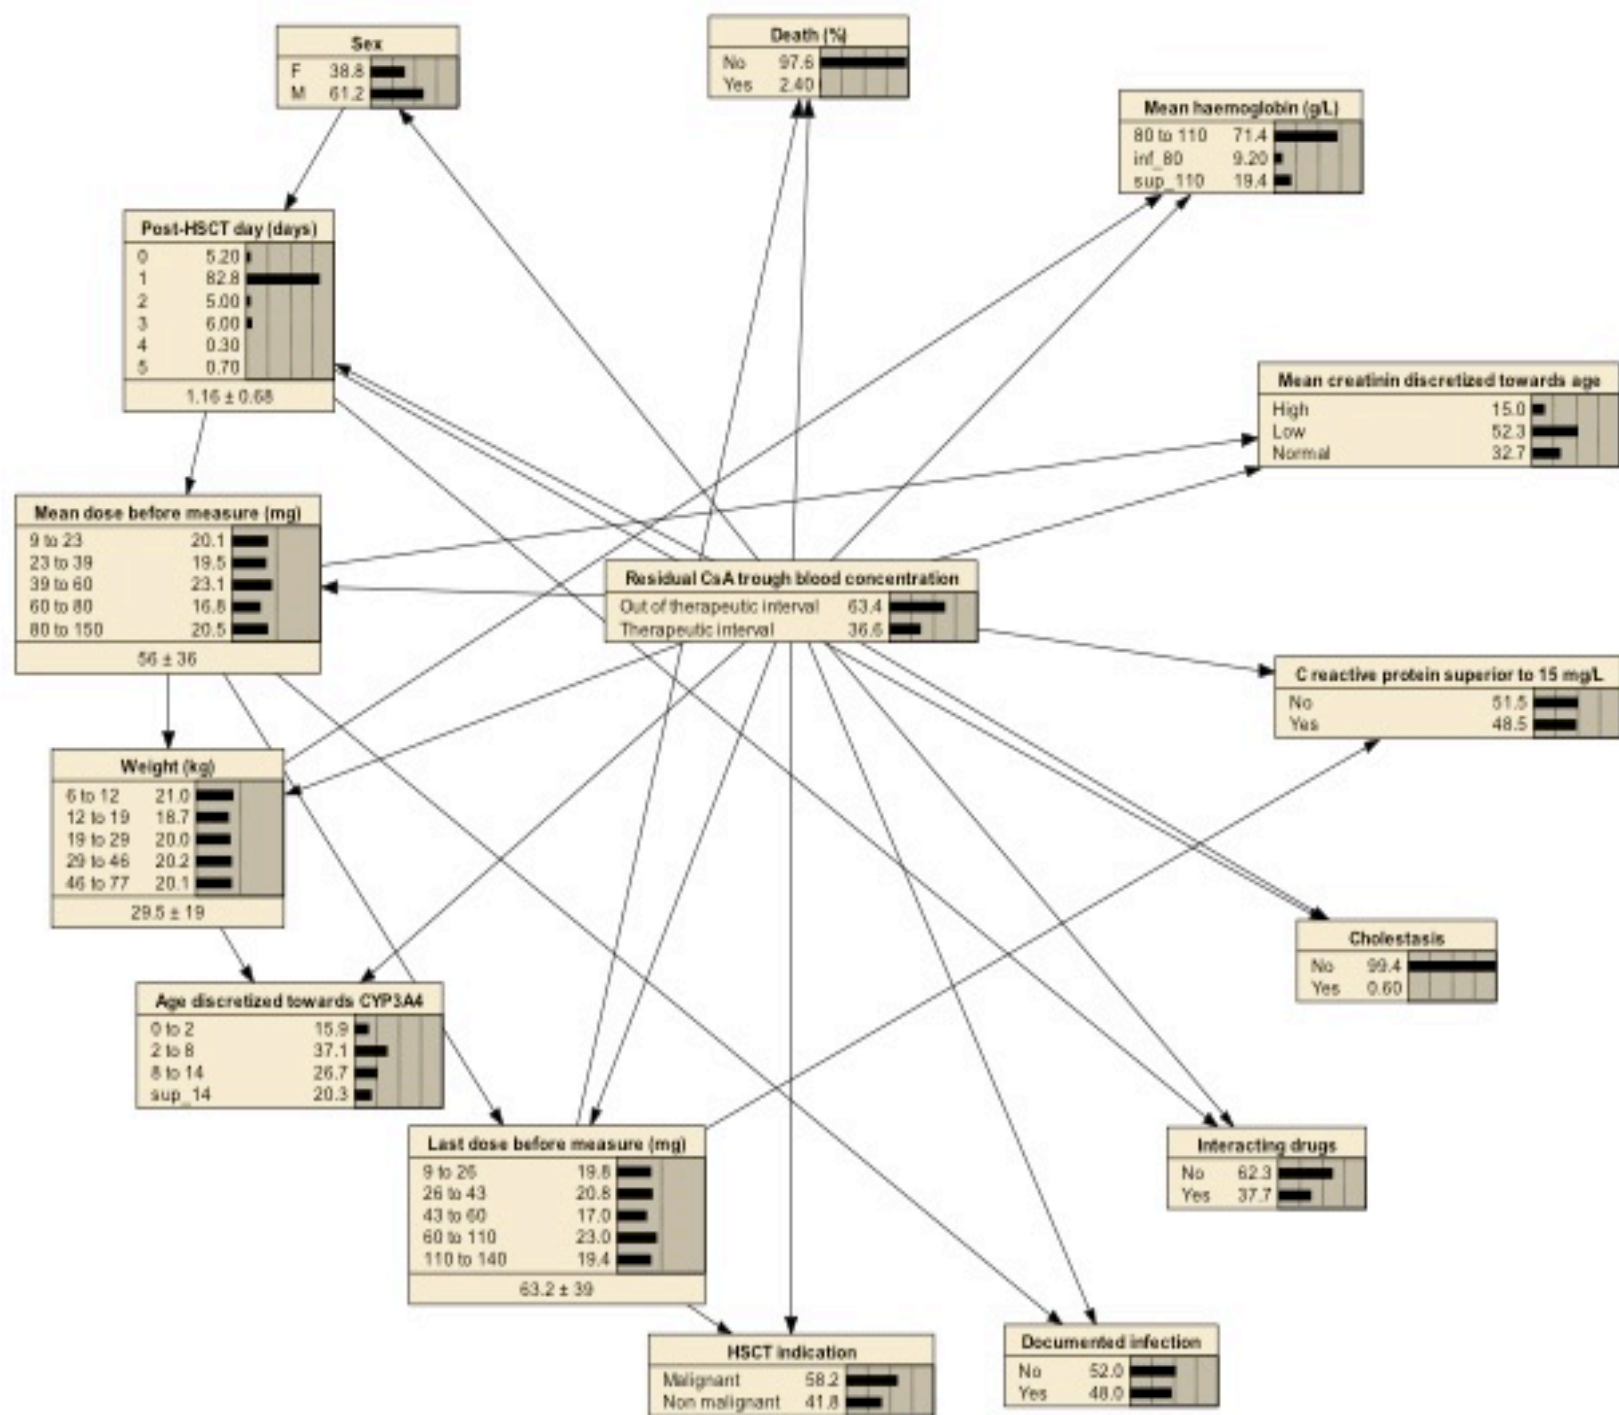 Sex
F 38.8
M 61.2
Death (%)
No 97.6
Yes 2.40
Mean haemoglobin (g/L)
80 to 110 71.4
inf_80 9.20
sup_110 19.4
Post-HSCT day (days)
0 5.20
1 82.8
2 5.00
3 6.00
4 0.30
5 0.70
1.16 ± 0.68
Mean creatinin discretized towards age
High 15.0
Low 52.3
Normal 32.7
Mean dose before measure (mg)
9 to 23 20.1
23 to 39 19.5
39 to 60 23.1
60 to 80 16.8
80 to 150 20.5
56 ± 36
Residual CsA trough blood concentration
Out of therapeutic interval 63.4
Therapeutic interval 36.6
C reactive protein superior to 15 mg/L
No 51.5
Yes 48.5
Weight (kg)
6 to 12 21.0
12 to 19 18.7
19 to 29 20.0
29 to 46 20.2
46 to 77 20.1
29.5 ± 19
Cholestasis
No 99.4
Yes 0.60
Age discretized towards CYP3A4
0 to 2 15.9
2 to 8 37.1
8 to 14 26.7
sup_14 20.3
Last dose before measure (mg)
9 to 26 19.8
26 to 43 20.8
43 to 60 17.0
60 to 110 23.0
110 to 140 19.4
63.2 ± 39
Interacting drugs
No 62.3
Yes 37.7
HSCT indication
Malignant 58.2
Non malignant 41.8
Documented infection
No 52.0
Yes 48.0